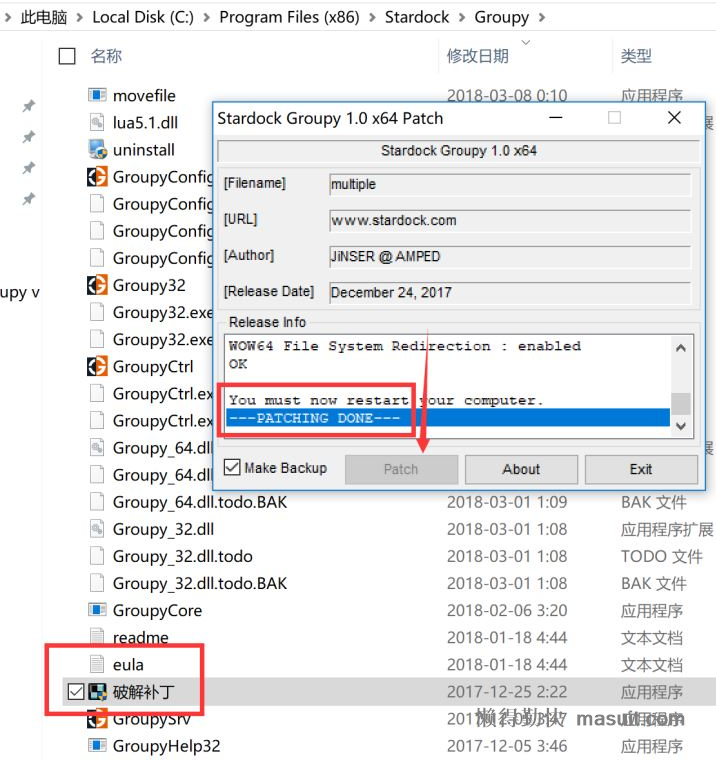 此电脑 > Local Disk (C:) > Program Files (x86) > Stardock > Groupy >
名称 修改日期 类型
movefile 2018-03-08 0:10 应用程序
lua5.1.dll 展
uninstall
GroupyConfig
GroupyConfig
GroupyConfig
GroupyConfig
upy v
Groupy32
Groupy32.exe
Groupy32.exe
GroupyCtrl
GroupyCtrl.ex
GroupyCtrl.ex
Groupy_64.dll 展
Groupy_64.dll
Stardock Groupy 1.0 x64 Patch
Stardock Groupy 1.0 x64
[Filename] multiple
[URL] www.stardock.com
[Author] JiNSER @ AMPED
[Release Date] December 24, 2017
Release Info
WOW64 File System Redirection : enabled
OK
You must now restart your computer.
---PATCHING DONE---
Make Backup Patch About Exit
Groupy_64.dll.todo.BAK 2018-03-01 1:09 BAK 文件
Groupy_32.dll 2018-03-01 1:08 应用程序扩展
Groupy_32.dll.todo 2018-03-01 1:08 TODO 文件
Groupy_32.dll.todo.BAK 2018-03-01 1:08 BAK 文件
GroupyCore 2018-02-06 3:20 应用程序
readme 2018-01-18 4:44 文本文档
eula 2018-01-18 4:44 文本文档
破解补丁 2017-12-25 2:22 应用程序
GroupySrv 应用程序
懒得勤快 masuit.com
GroupyHelp32 2017-12-05 3:46 应用程序